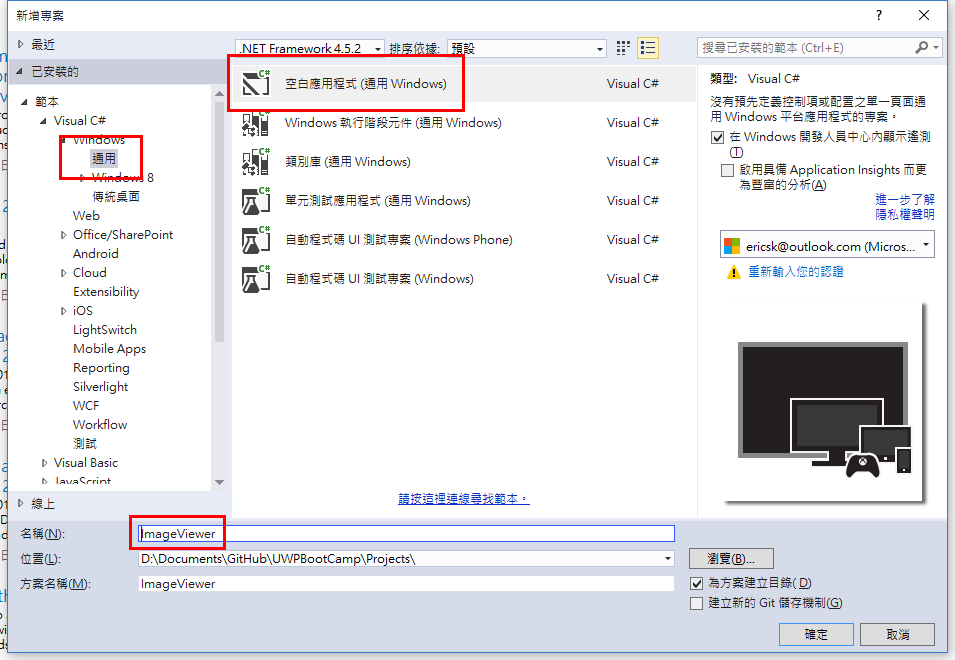 新增專案
?
最近
.NET Framework 4.5.2
排序依據:
預設
搜尋已安裝的範本 (Ctrl+E)
已安裝的
範本
Visual C#
Windows
通用
Windows 8
傳統桌面
Web
Office/SharePoint
Android
Cloud
Extensibility
iOS
LightSwitch
Mobile Apps
Reporting
Silverlight
WCF
Workflow
測試
Visual Basic
JavaScript
線上
空白應用程式 (通用 Windows)
Visual C#
Windows 執行階段元件 (通用 Windows)
Visual C#
類別庫 (通用 Windows)
Visual C#
單元測試應用程式 (通用 Windows)
Visual C#
自動程式碼 UI 測試專案 (Windows Phone)
Visual C#
自動程式碼 UI 測試專案 (Windows)
Visual C#
請按這裡連線尋找範本。
類型: Visual C#
沒有預先定義控制項或配置之單一頁面通
用 Windows 平台應用程式的專案。
在 Windows 開發人員中心內顯示遙測
(T)
啟用具備 Application Insights 而更
為豐富的分析(A)
進一步了解
隱私權聲明
ericsk@outlook.com (Micros...
重新輸入您的認證
名稱(N):
ImageViewer
位置(L):
D:\Documents\GitHub\UWPBootCamp\Projects\
瀏覽(B)...
方案名稱(M):
ImageViewer
為方案建立目錄(D)
建立新的 Git 儲存機制(G)
確定
取消